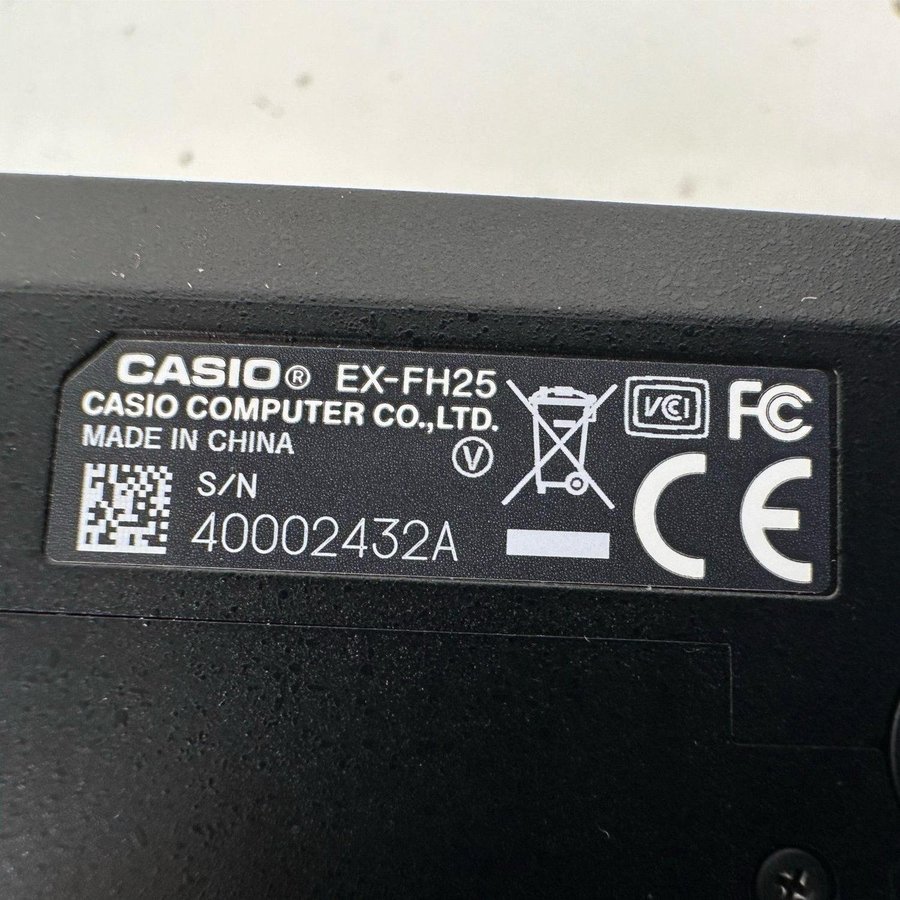 CASIO® EX-FH25
CASIO COMPUTER CO.,LTD.
MADE IN CHINA
V
S/N
40002432A
VCI
FC
CE